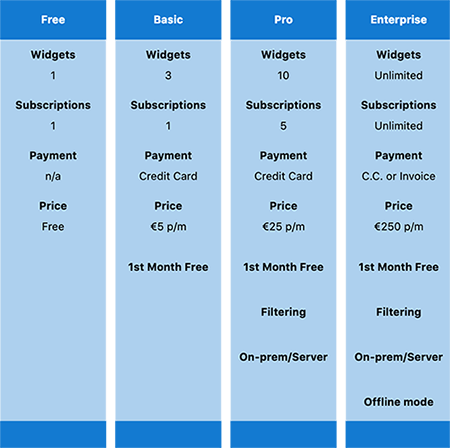 Free
Widgets
1
Subscriptions
1
Payment
n/a
Price
Free
Basic
Widgets
3
Subscriptions
1
Payment
Credit Card
Price
€5 p/m
1st Month Free
Pro
Widgets
10
Subscriptions
5
Payment
Credit Card
Price
€25 p/m
1st Month Free
Filtering
On-prem/Server
Enterprise
Widgets
Unlimited
Subscriptions
Unlimited
Payment
C.C. or Invoice
Price
€250 p/m
1st Month Free
Filtering
On-prem/Server
Offline mode